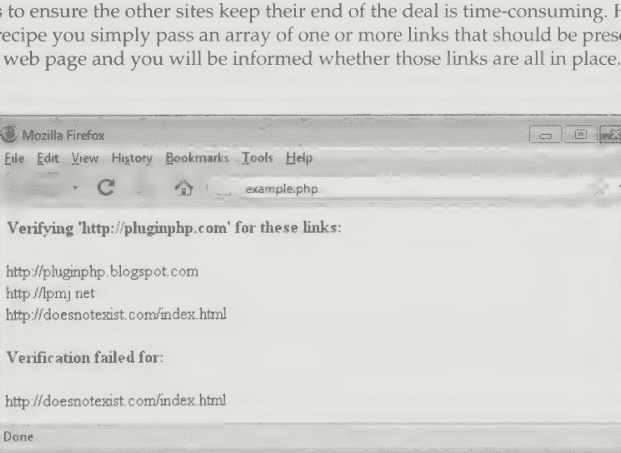 s to ensure the other sites keep their end of the deal is time-consuming. H
recipe you simply pass an array of one or more links that should be prese
web page and you will be informed whether those links are all in place.
Mozilla Firefox
File Edit View History Bookmarks Tools Help
example.php
Verifying 'http://pluginphp.com' for these links:
http://pluginphp.blogspot.com
http://lpmj net
http://doesnotexist.com/index.html
Verification failed for:
http://doesnotexist.com/index.html
Done